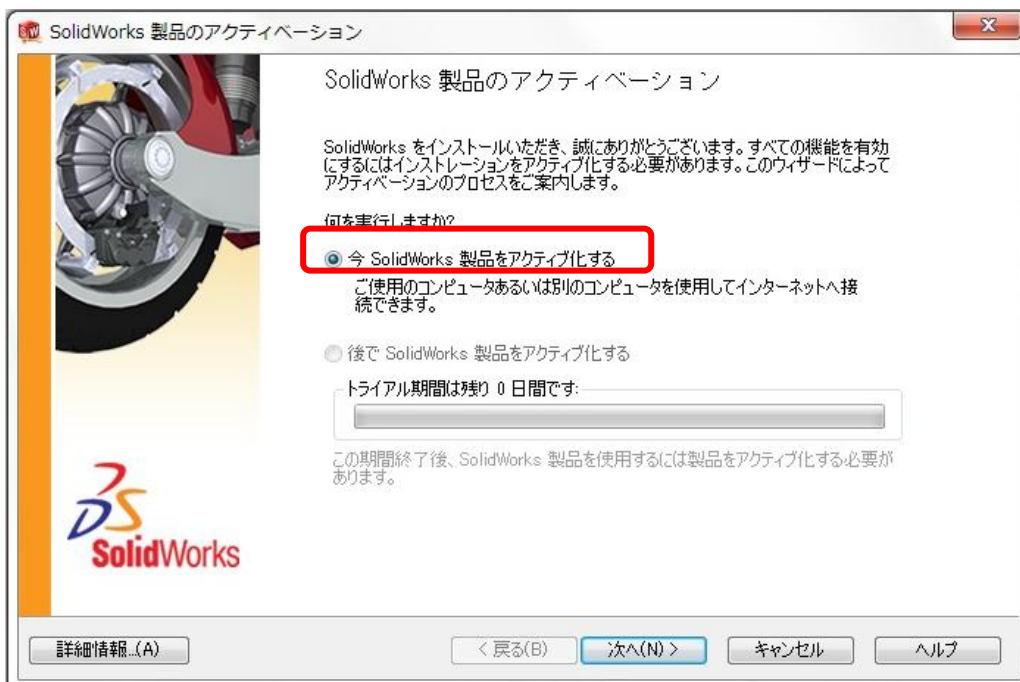 SolidWorks 製品のアクティベーション
SolidWorks 製品のアクティベーション
SolidWorks をインストールいただき、誠にありがとうございます。すべての機能を有効
にするにはインストレーションをアクティブ化する必要があります。このウィザードによって
アクティベーションのプロセスをご案内します。
何を実行しますか?
今 SolidWorks 製品をアクティブ化する
ご使用のコンピュータあるいは別のコンピュータを使用してインターネットへ接
続できます。
後で SolidWorks 製品をアクティブ化する
トライアル期間は残り 0 日間です:
この期間終了後、SolidWorks 製品を使用するには製品をアクティブ化する必要が
あります。
SolidWorks
詳細情報...(A)
< 戻る(B)
次へ(N) >
キャンセル
ヘルプ